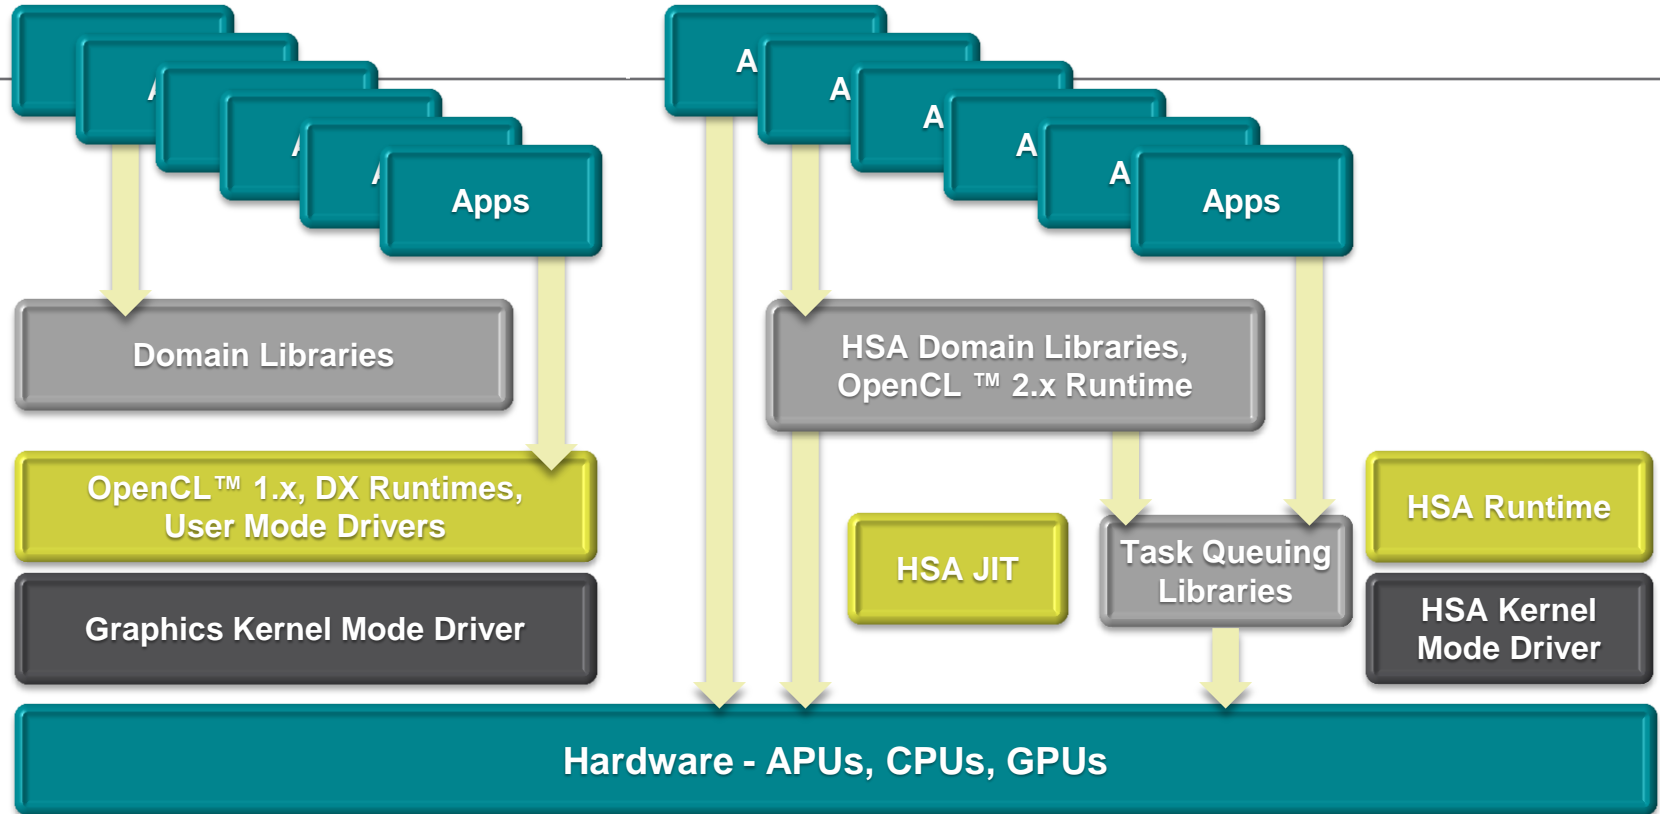 A
A
A
A
A
A
A
A
Apps
Apps
Domain Libraries
HSA Domain Libraries,
OpenCL ™ 2.x Runtime
OpenCL™ 1.x, DX Runtimes,
User Mode Drivers
HSA JIT
Task Queuing
Libraries
HSA Runtime
Graphics Kernel Mode Driver
HSA Kernel
Mode Driver
Hardware - APUs, CPUs, GPUs